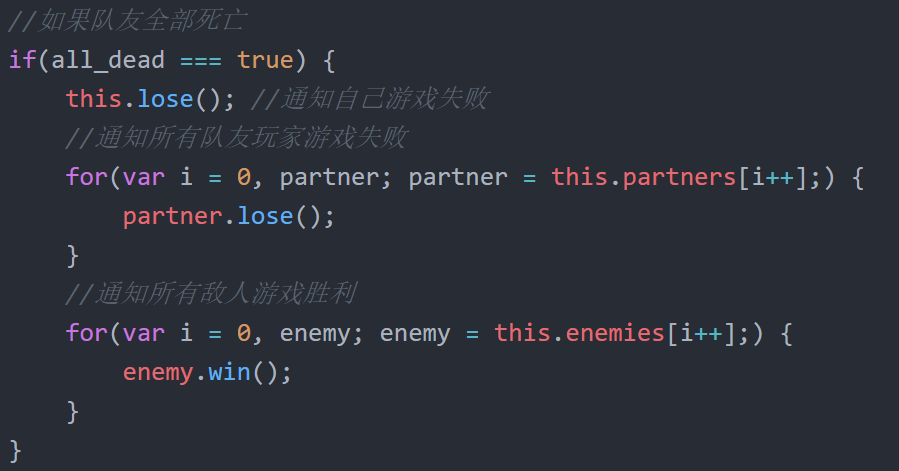 //如果队友全部死亡
if(all_dead === true) {
    this.lose(); //通知自己游戏失败
    //通知所有队友玩家游戏失败
    for(var i = 0, partner; partner = this.partners[i++];) {
        partner.lose();
    }
    //通知所有敌人游戏胜利
    for(var i = 0, enemy; enemy = this.enemies[i++];) {
        enemy.win();
    }
}